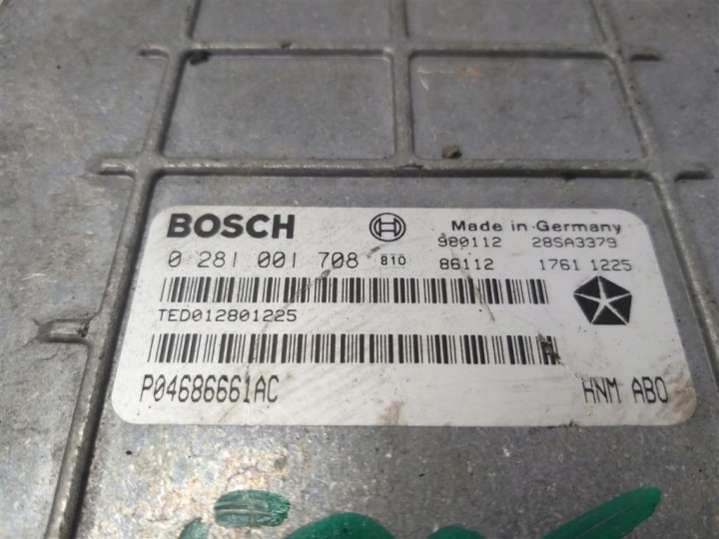 BOSCH Made in Germany
980112 28SA3379
0 281 001 708 810 86112 1761 1225
TED012801225
P04686661AC HNM ABO